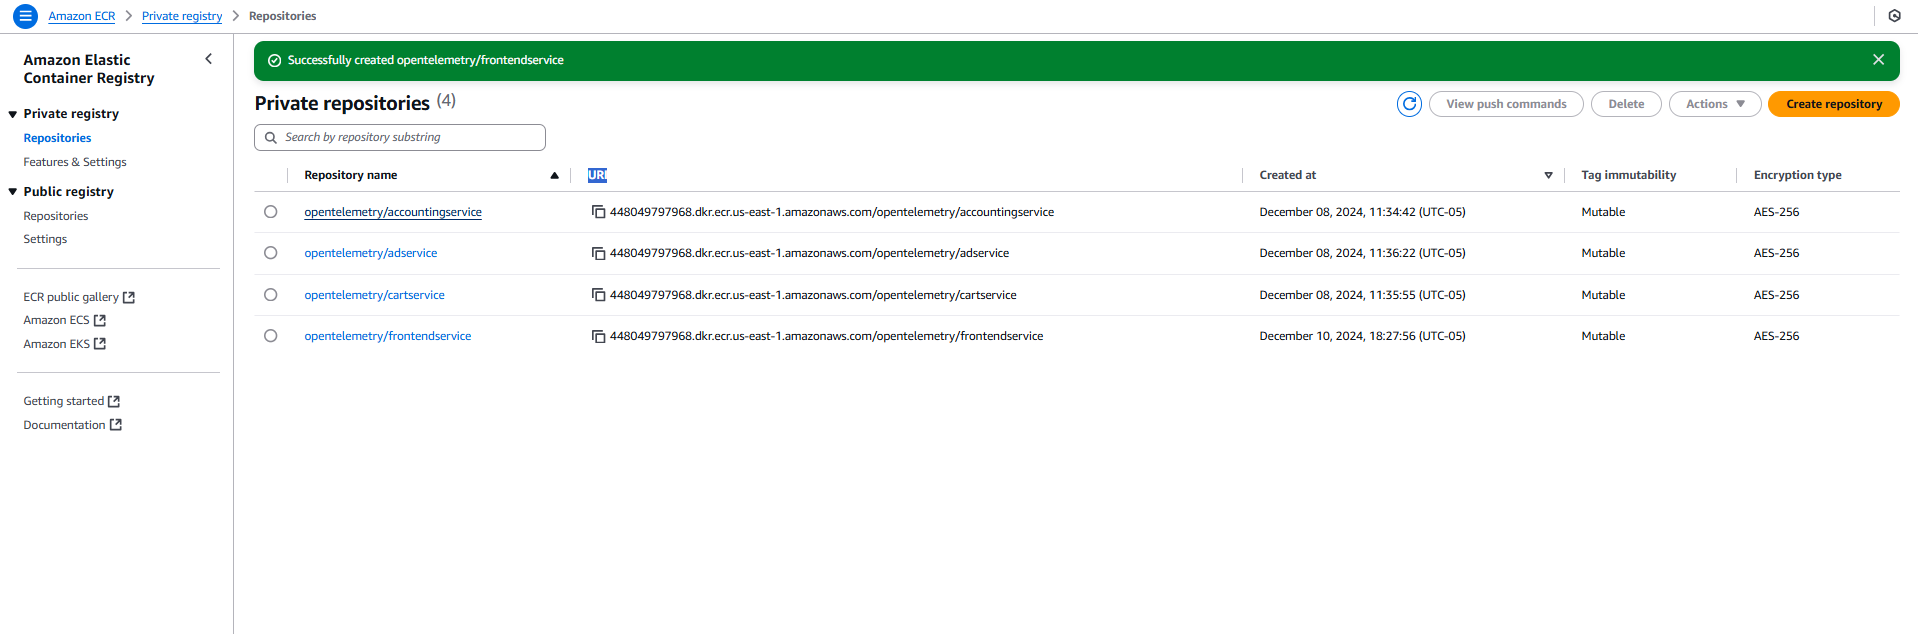 Amazon ECR > Private registry > Repositories
Amazon Elastic
Container Registry
Private registry
Repositories
Features & Settings
Public registry
Repositories
Settings
ECR public gallery
Amazon ECS
Amazon EKS
Getting started
Documentation
Successfully created opentelemetry/frontendservice
Private repositories (4)
View push commands Delete Actions Create repository
Search by repository substring
Repository name URI Created at Tag immutability Encryption type
opentelemetry/accountingservice 448049797968.dkr.ecr.us-east-1.amazonaws.com/opentelemetry/accountingservice December 08, 2024, 11:34:42 (UTC-05) Mutable AES-256
opentelemetry/adservice 448049797968.dkr.ecr.us-east-1.amazonaws.com/opentelemetry/adservice December 08, 2024, 11:36:22 (UTC-05) Mutable AES-256
opentelemetry/cartservice 448049797968.dkr.ecr.us-east-1.amazonaws.com/opentelemetry/cartservice December 08, 2024, 11:35:55 (UTC-05) Mutable AES-256
opentelemetry/frontendservice 448049797968.dkr.ecr.us-east-1.amazonaws.com/opentelemetry/frontendservice December 10, 2024, 18:27:56 (UTC-05) Mutable AES-256